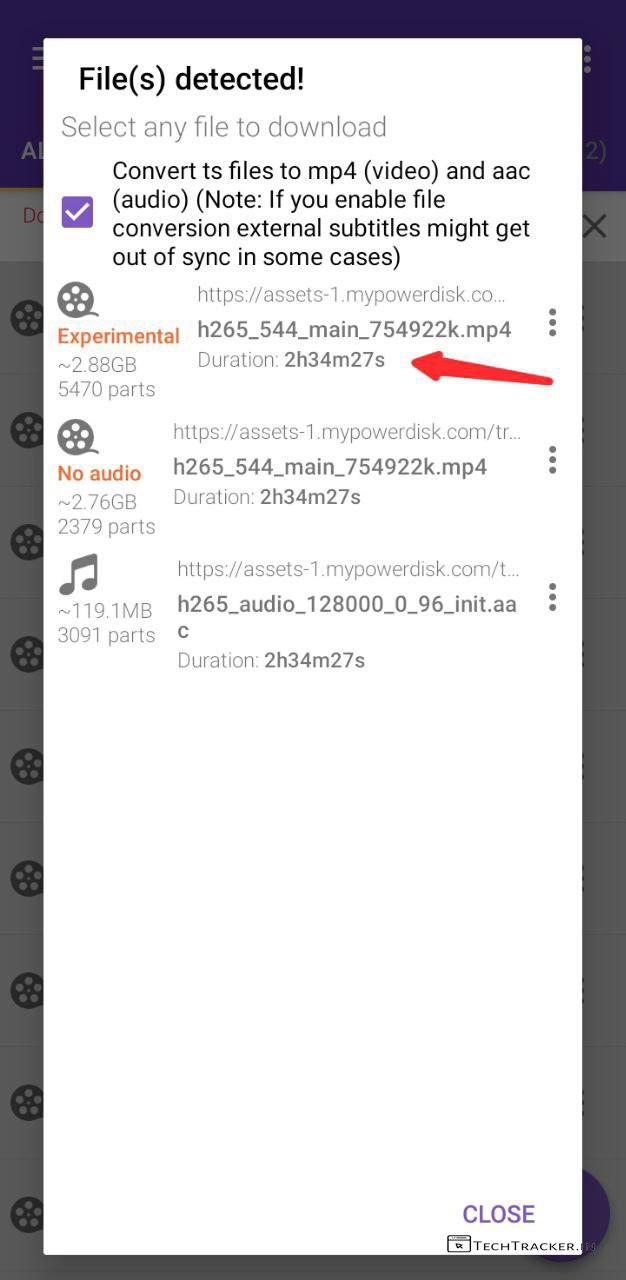 File(s) detected!
Select any file to download
Convert ts files to mp4 (video) and aac
(audio) (Note: If you enable file
conversion external subtitles might get
out of sync in some cases)
https://assets-1.mypowerdisk.co...
Experimental
h265_544_main_754922k.mp4
~2.88GB
Duration: 2h34m27s
5470 parts
https://assets-1.mypowerdisk.com/tr...
No audio
h265_544_main_754922k.mp4
~2.76GB
Duration: 2h34m27s
2379 parts
https://assets-1.mypowerdisk.com/t...
~119.1MB
h265_audio_128000_0_96_init.aa
c
3091 parts
Duration: 2h34m27s
CLOSE
TECHTRACKER.IN